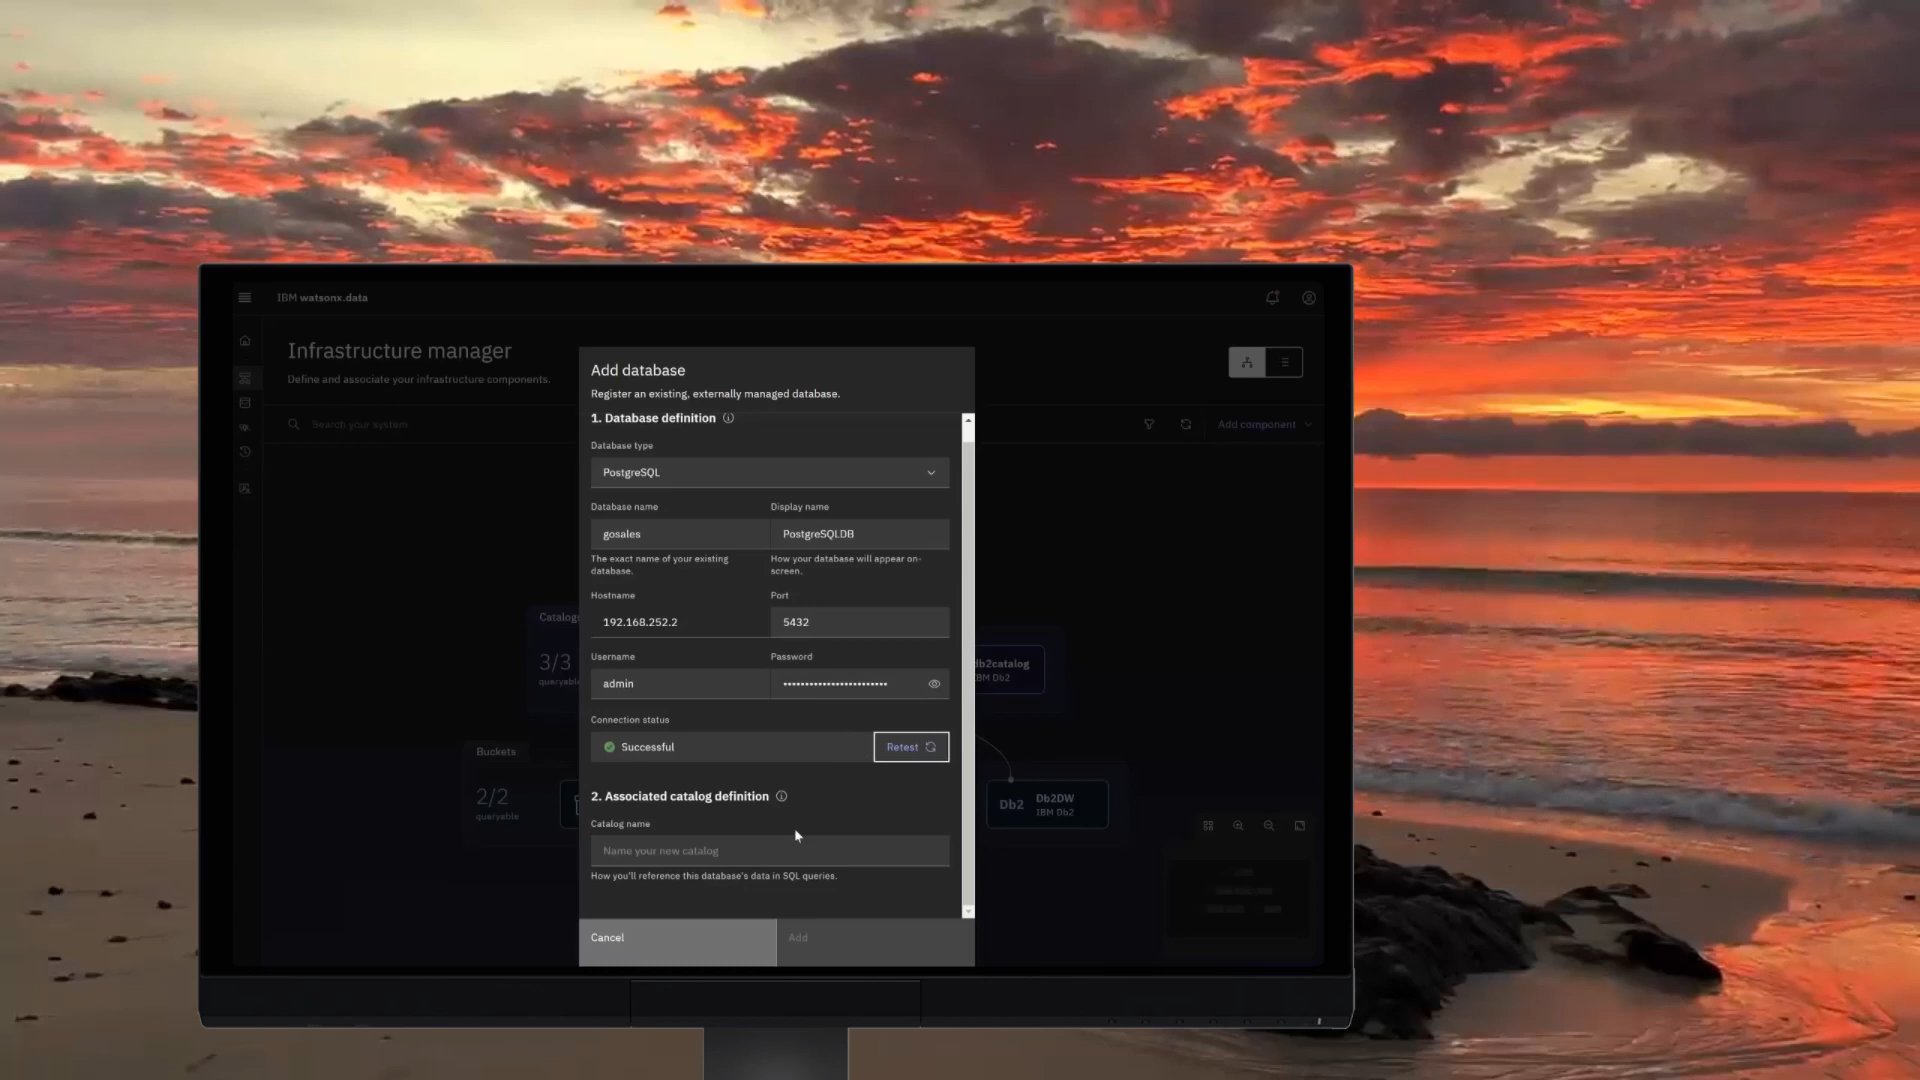 IBM watsonx.data
Infrastructure manager
Define and associate your infrastructure components.
Search your system
Add component
Add database
Register an existing, externally managed database.
1. Database definition
Database type
PostgreSQL
Database name
Display name
gosales
PostgreSQLDB
The exact name of your existing
database.
How your database will appear on-
screen.
Hostname
Port
192.168.252.2
5432
Username
Password
admin
••••••••••••••••••••••••
Connection status
Successful
Retest
2. Associated catalog definition
Catalog name
Name your new catalog
How you'll reference this database's data in SQL queries.
Cancel
Add
3/3
Buckets
2/2
queryable
Db2
Db2DW
IBM Db2